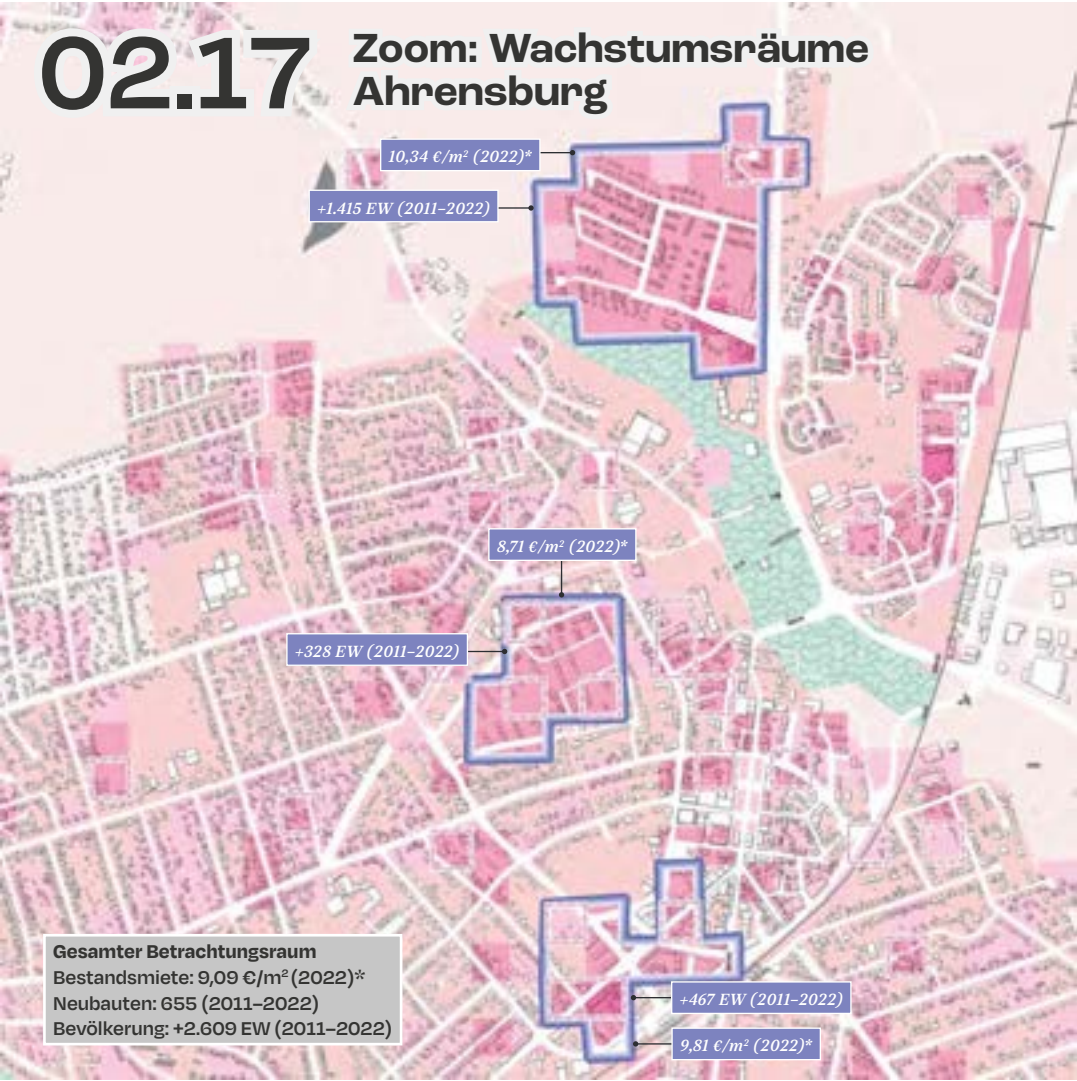 02.17
Zoom: Wachstumsräume
Ahrensburg
10,34 €/m² (2022)*
+1.415 EW (2011–2022)
8,71 €/m² (2022)*
+328 EW (2011–2022)
Gesamter Betrachtungsraum
Bestandsmiete: 9,09 €/m² (2022)*
Neubauten: 655 (2011–2022)
Bevölkerung: +2.609 EW (2011–2022)
+467 EW (2011–2022)
9,81 €/m² (2022)*